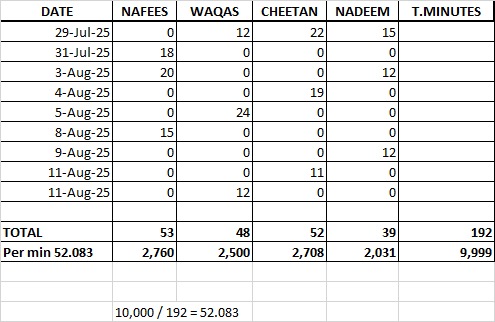 DATE NAFEES WAQAS CHEETAN NADEEM T.MINUTES
29-Jul-25 0 12 22 15
31-Jul-25 18 0 0 0
3-Aug-25 20 0 0 12
4-Aug-25 0 0 19 0
5-Aug-25 0 24 0 0
8-Aug-25 15 0 0 0
9-Aug-25 0 0 0 12
11-Aug-25 0 0 11 0
11-Aug-25 0 12 0 0
TOTAL 53 48 52 39 192
Per min 52.083 2,760 2,500 2,708 2,031 9,999
10,000 / 192 = 52.083